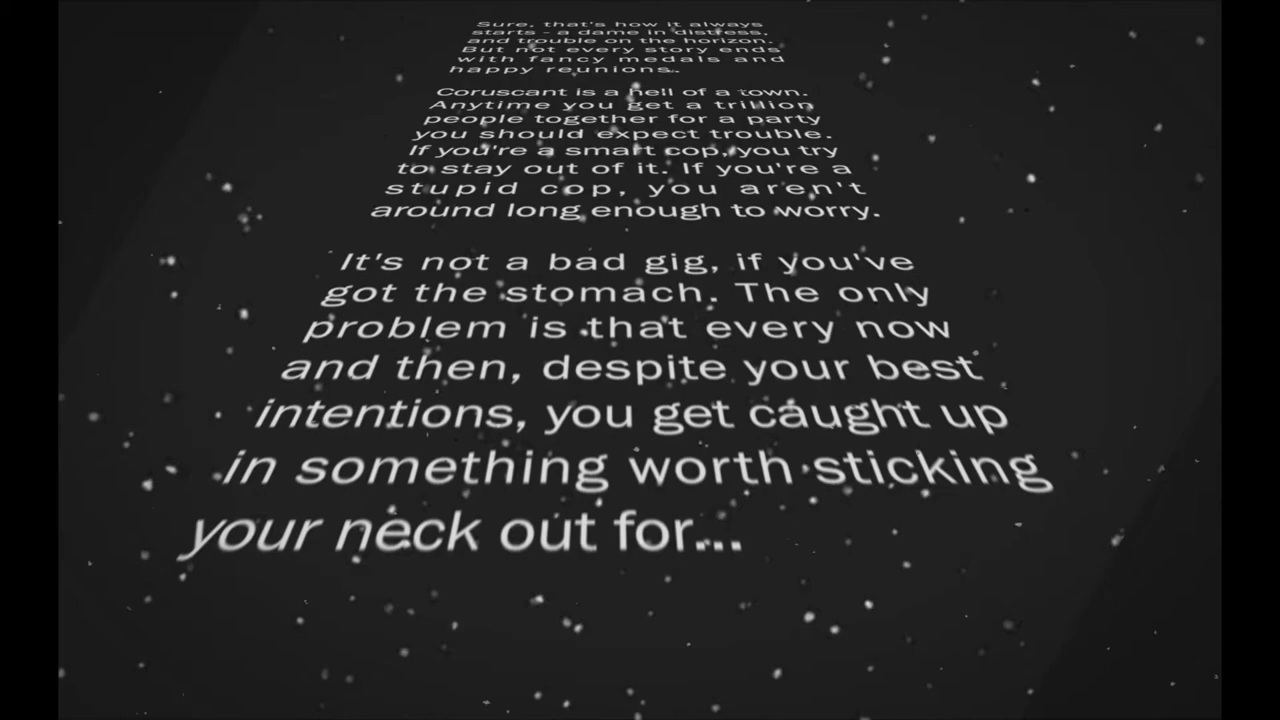 Sure, that's how it always
starts - a dame in distress,
and trouble on the horizon.
But not every story ends
with fancy medals and
happy reunions.
Coruscant is a hell of a town.
Anytime you get a trillion
people together for a party
you should expect trouble.
If you're a smart cop, you try
to stay out of it. If you're a
stupid cop, you aren't
around long enough to worry.
It's not a bad gig, if you've
got the stomach. The only
problem is that every now
and then, despite your best
intentions, you get caught up
in something worth sticking
your neck out for...